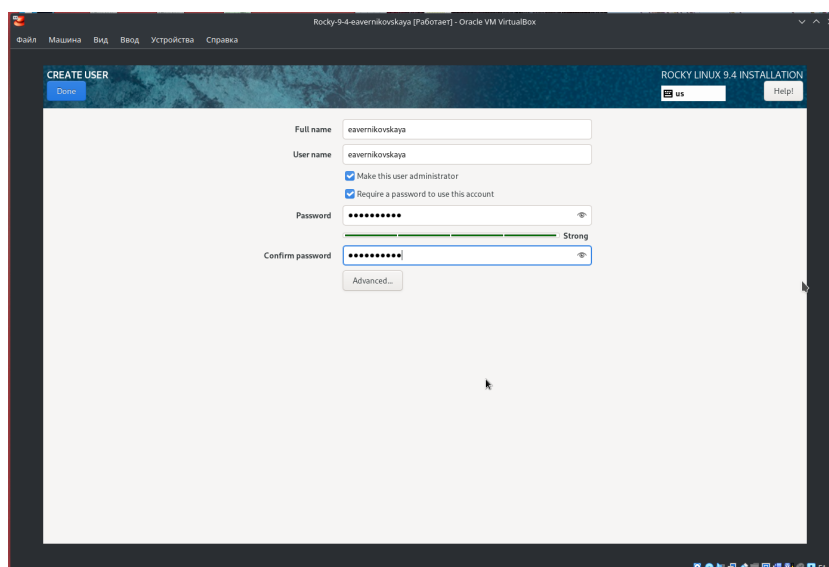 Rocky-9-4-eavernikovskaya [Работает] - Oracle VM VirtualBox
Файл Машина Вид Ввод Устройства Справка
CREATE USER
ROCKY LINUX 9.4 INSTALLATION
Done
us
Help!
Full name eavernikovskaya
User name eavernikovskaya
Make this user administrator
Require a password to use this account
Password ●●●●●●●●●●
Strong
Confirm password ●●●●●●●●●●
Advanced...